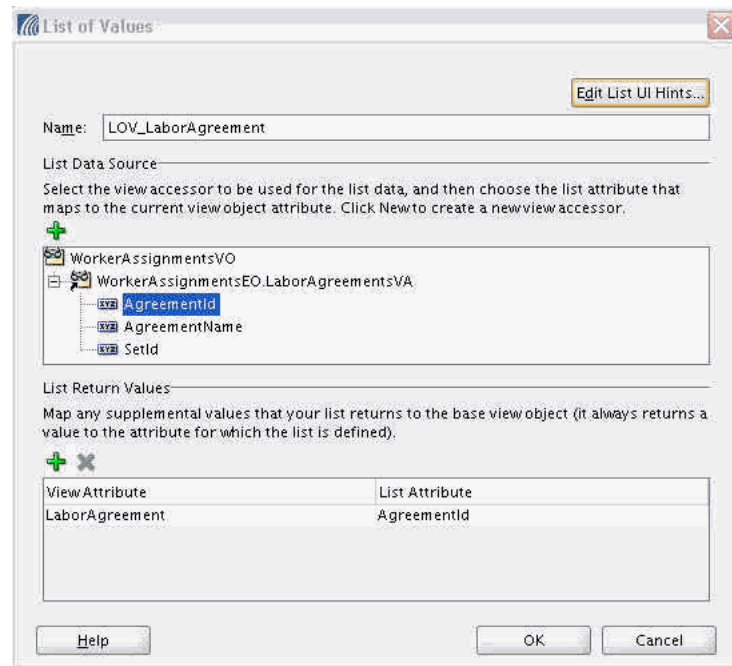 List of Values
Edit List UI Hints...
Name: LOV_LaborAgreement
List Data Source
Select the view accessor to be used for the list data, and then choose the list attribute that
maps to the current view object attribute. Click New to create a new view accessor.
WorkerAssignmentsVO
WorkerAssignmentsEO.LaborAgreementsVA
AgreementId
AgreementName
SetId
List Return Values
Map any supplemental values that your list returns to the base view object (it always returns a
value to the attribute for which the list is defined).
View Attribute List Attribute
LaborAgreement AgreementId
Help OK Cancel